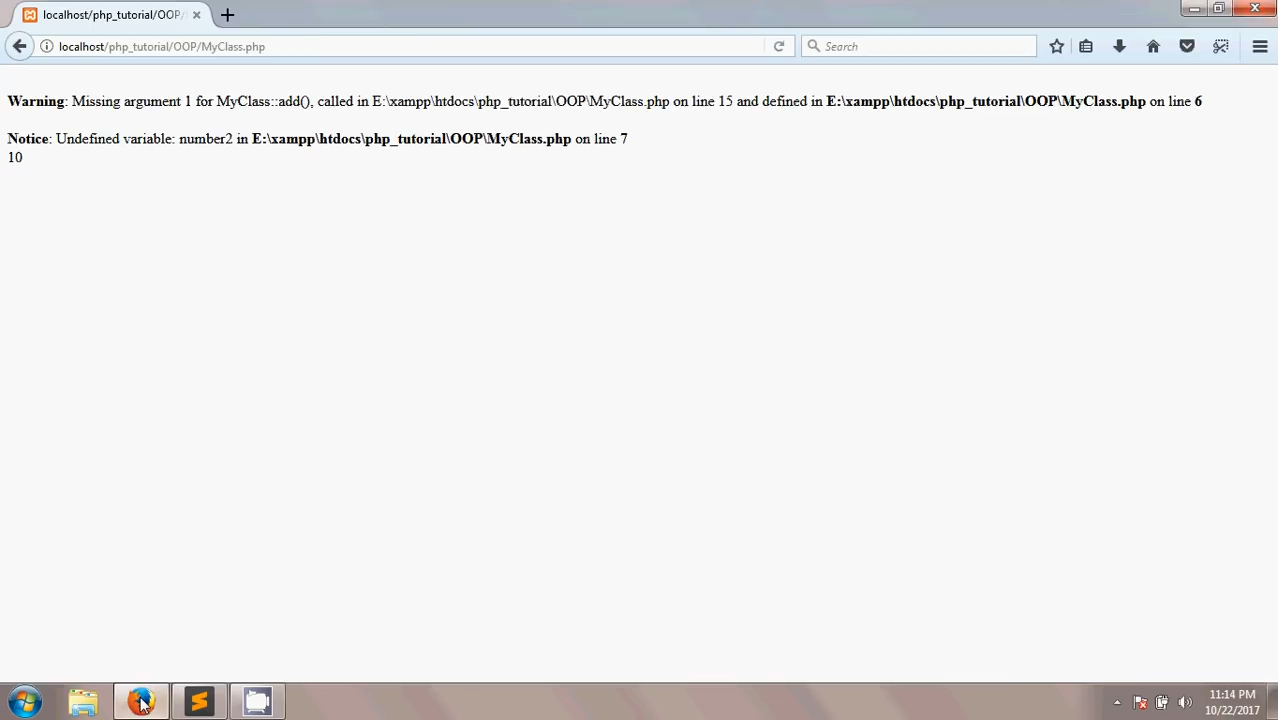 localhost/php_tutorial/OOP/
localhost/php_tutorial/OOP/MyClass.php
Search
Warning: Missing argument 1 for MyClass::add(), called in E:\xampp\htdocs\php_tutorial\OOP\MyClass.php on line 15 and defined in E:\xampp\htdocs\php_tutorial\OOP\MyClass.php on line 6
Notice: Undefined variable: number2 in E:\xampp\htdocs\php_tutorial\OOP\MyClass.php on line 7
10
11:14 PM
10/22/2017